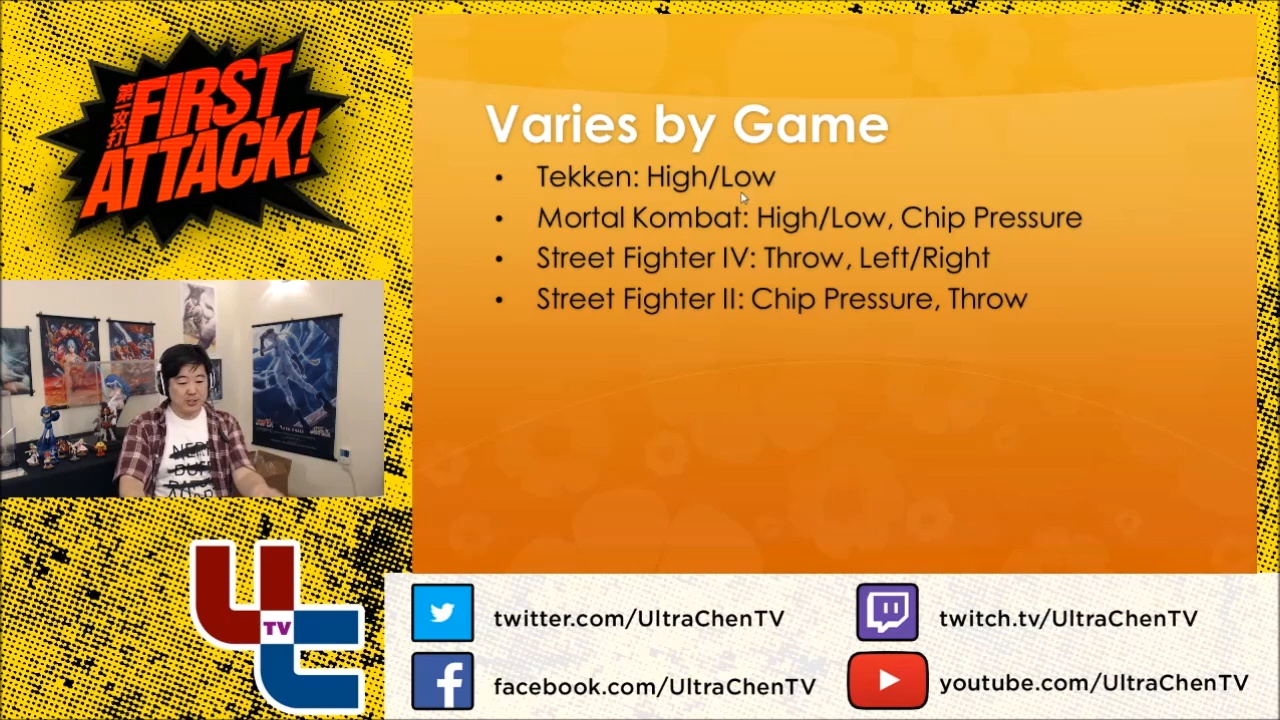 第一攻打
FIRST
ATTACK!
Varies by Game
• Tekken: High/Low
• Mortal Kombat: High/Low, Chip Pressure
• Street Fighter IV: Throw, Left/Right
• Street Fighter II: Chip Pressure, Throw
UC
TV
twitter.com/UltraChenTV
twitch.tv/UltraChenTV
facebook.com/UltraChenTV
youtube.com/UltraChenTV